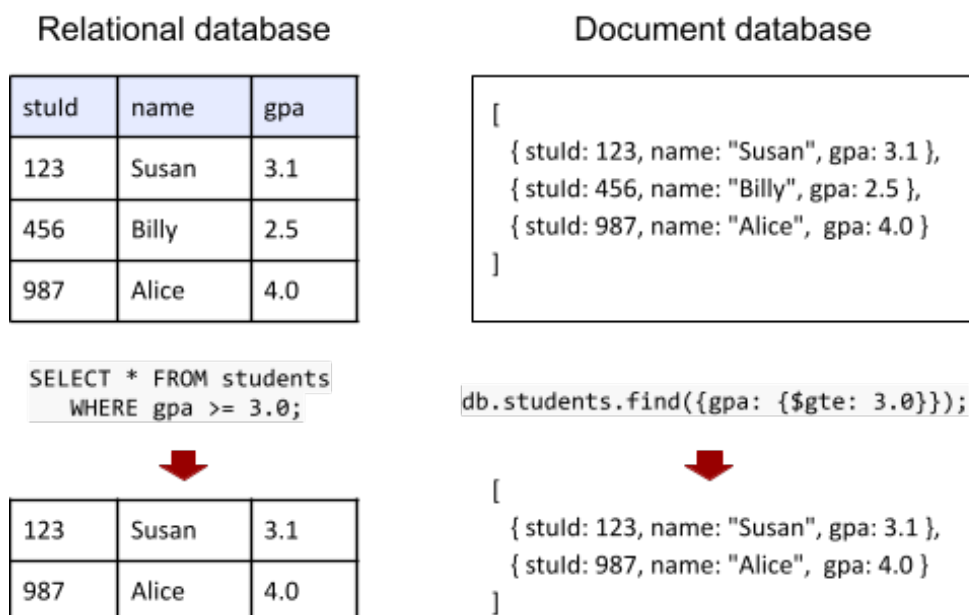 Relational database
stuId name gpa
123 Susan 3.1
456 Billy 2.5
987 Alice 4.0
SELECT * FROM students
WHERE gpa >= 3.0;
123 Susan 3.1
987 Alice 4.0
Document database
[
{ stuId: 123, name: "Susan", gpa: 3.1 },
{ stuId: 456, name: "Billy", gpa: 2.5 },
{ stuId: 987, name: "Alice", gpa: 4.0 }
]
db.students.find({gpa: {$gte: 3.0}});
[
{ stuId: 123, name: "Susan", gpa: 3.1 },
{ stuId: 987, name: "Alice", gpa: 4.0 }
]